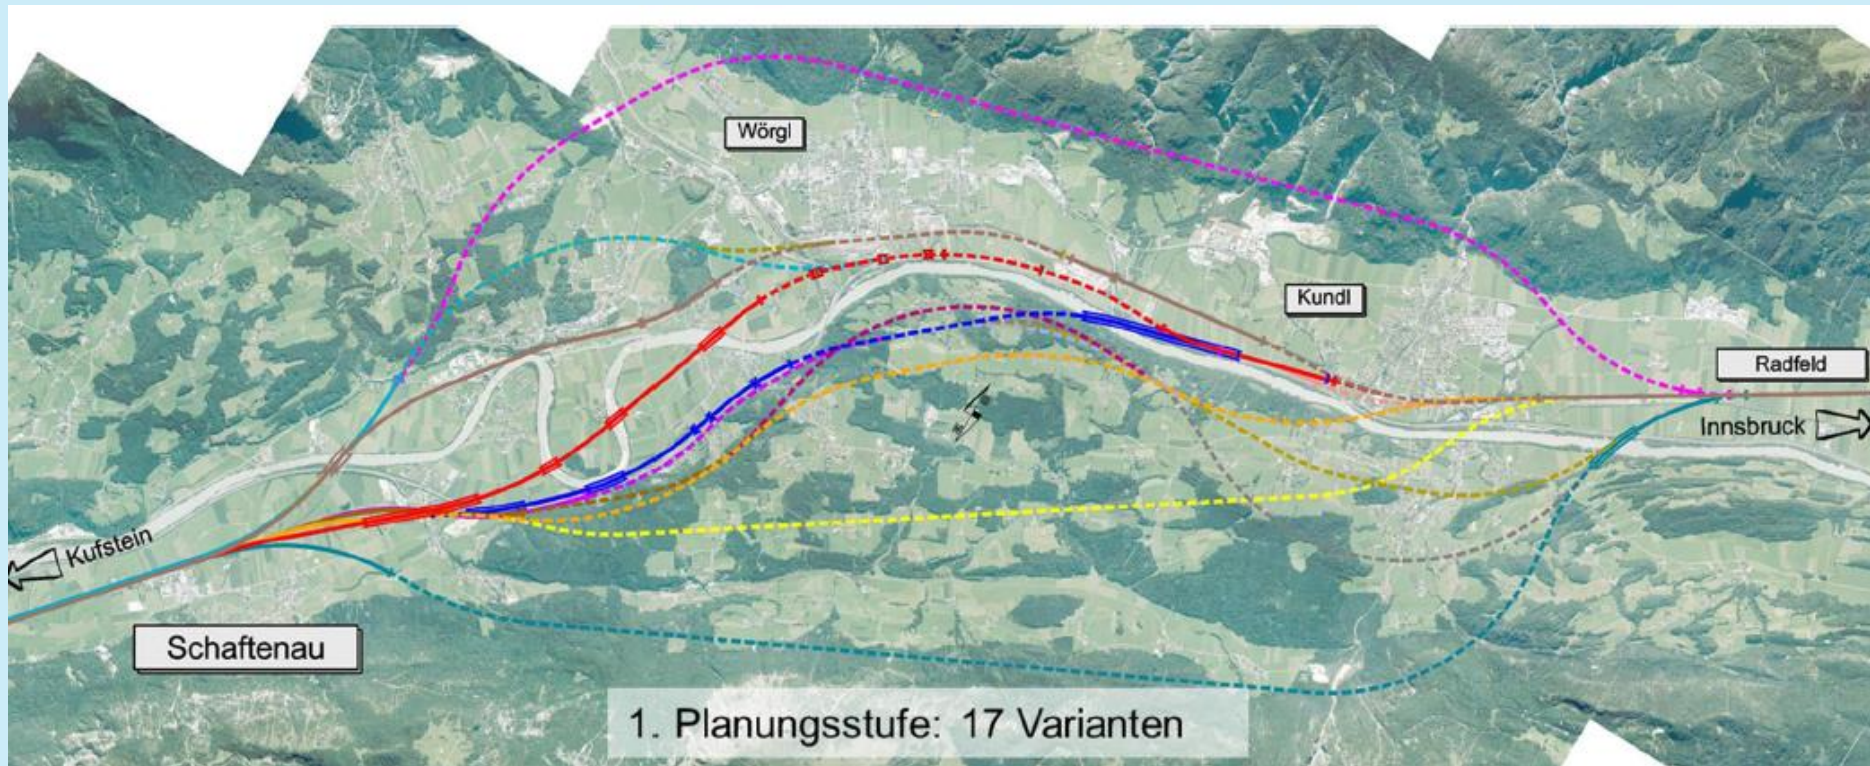 Wörgl
Kundl
Radfeld
Innsbruck
Kufstein
Schaftenau
1. Planungsstufe: 17 Varianten